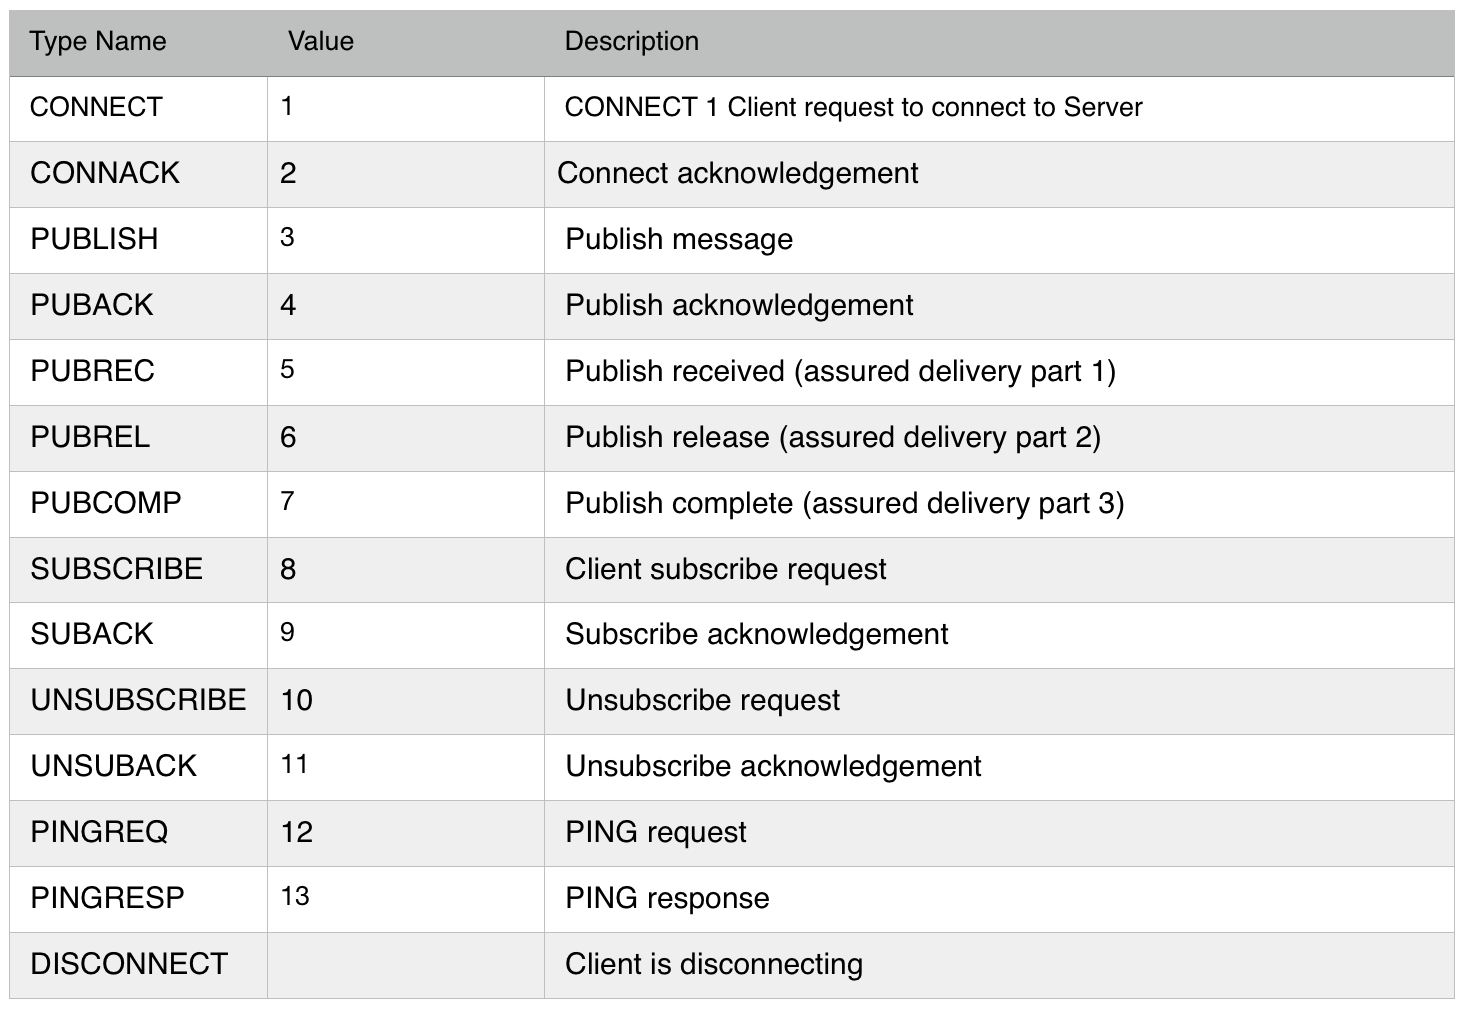 Type Name Value Description
CONNECT 1 CONNECT 1 Client request to connect to Server
CONNACK 2 Connect acknowledgement
PUBLISH 3 Publish message
PUBACK 4 Publish acknowledgement
PUBREC 5 Publish received (assured delivery part 1)
PUBREL 6 Publish release (assured delivery part 2)
PUBCOMP 7 Publish complete (assured delivery part 3)
SUBSCRIBE 8 Client subscribe request
SUBACK 9 Subscribe acknowledgement
UNSUBSCRIBE 10 Unsubscribe request
UNSUBACK 11 Unsubscribe acknowledgement
PINGREQ 12 PING request
PINGRESP 13 PING response
DISCONNECT Client is disconnecting